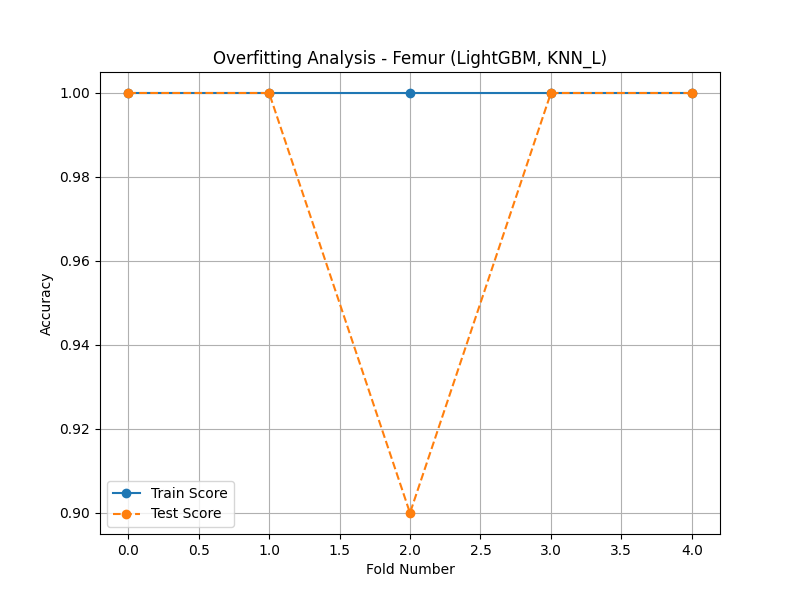 Overfitting Analysis - Femur (LightGBM, KNN_L)
Accuracy
1.00
0.98
0.96
0.94
0.92
0.90
Train Score
Test Score
0.0 0.5 1.0 1.5 2.0 2.5 3.0 3.5 4.0
Fold Number